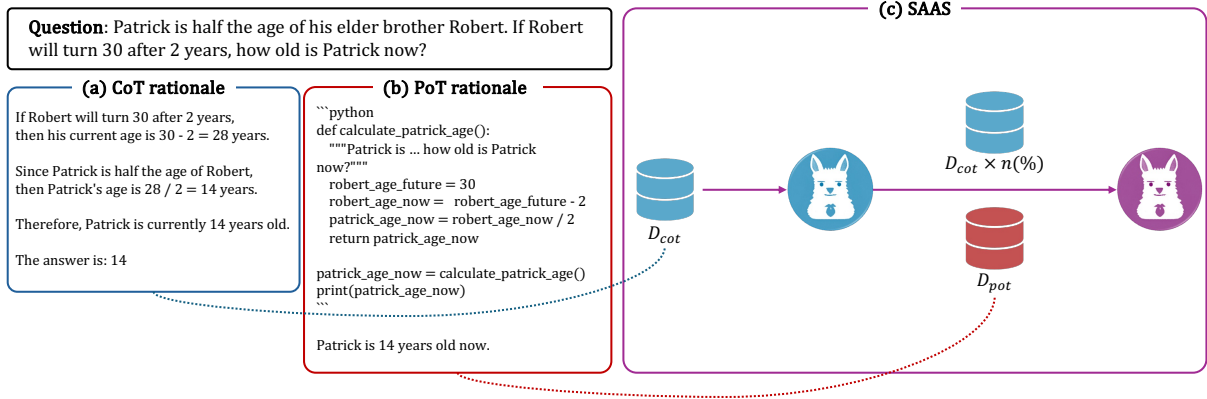 Question: Patrick is half the age of his elder brother Robert. If Robert
will turn 30 after 2 years, how old is Patrick now?
(a) CoT rationale
If Robert will turn 30 after 2 years,
then his current age is 30 - 2 = 28 years.
Since Patrick is half the age of Robert,
then Patrick's age is 28 / 2 = 14 years.
Therefore, Patrick is currently 14 years old.
The answer is: 14
(b) PoT rationale
```python
def calculate_patrick_age():
"""Patrick is ... how old is Patrick
now?"""
robert_age_future = 30
robert_age_now = robert_age_future - 2
patrick_age_now = robert_age_now / 2
return patrick_age_now
patrick_age_now = calculate_patrick_age()
print(patrick_age_now)
```
Patrick is 14 years old now.
(c) SAAS
D_cot
D_cot × n(%)
D_pot